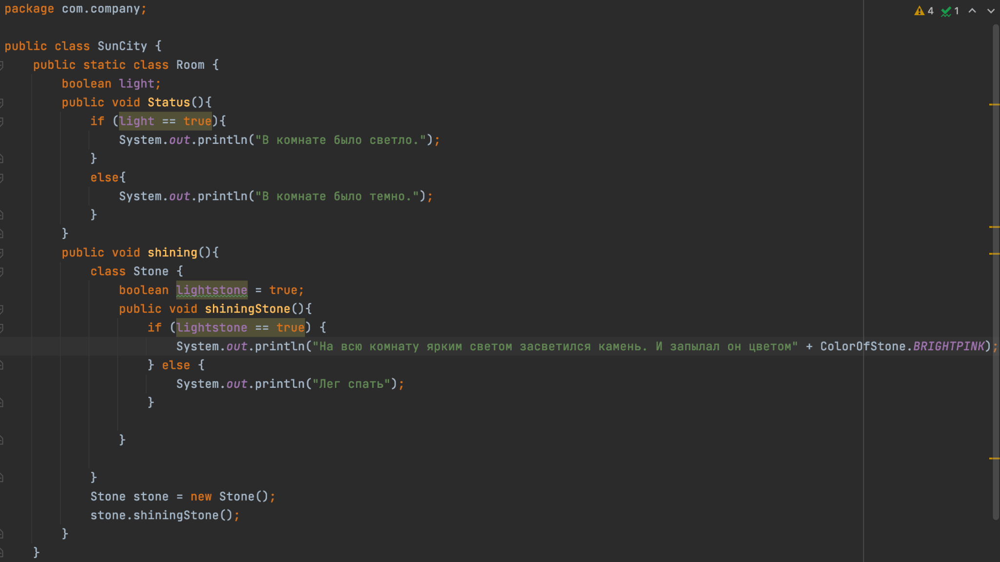 package com.company;
4 1
public class SunCity {
public static class Room {
boolean light;
public void Status(){
if (light == true){
System.out.println("В комнате было светло.");
}
else{
System.out.println("В комнате было темно.");
}
}
public void shining(){
class Stone {
boolean lightstone = true;
public void shiningStone(){
if (lightstone == true) {
System.out.println("На всю комнату ярким светом засветился камень. И запылал он цветом" + ColorOfStone.BRIGHTPINK);
} else {
System.out.println("Лег спать");
}
}
}
Stone stone = new Stone();
stone.shiningStone();
}
}